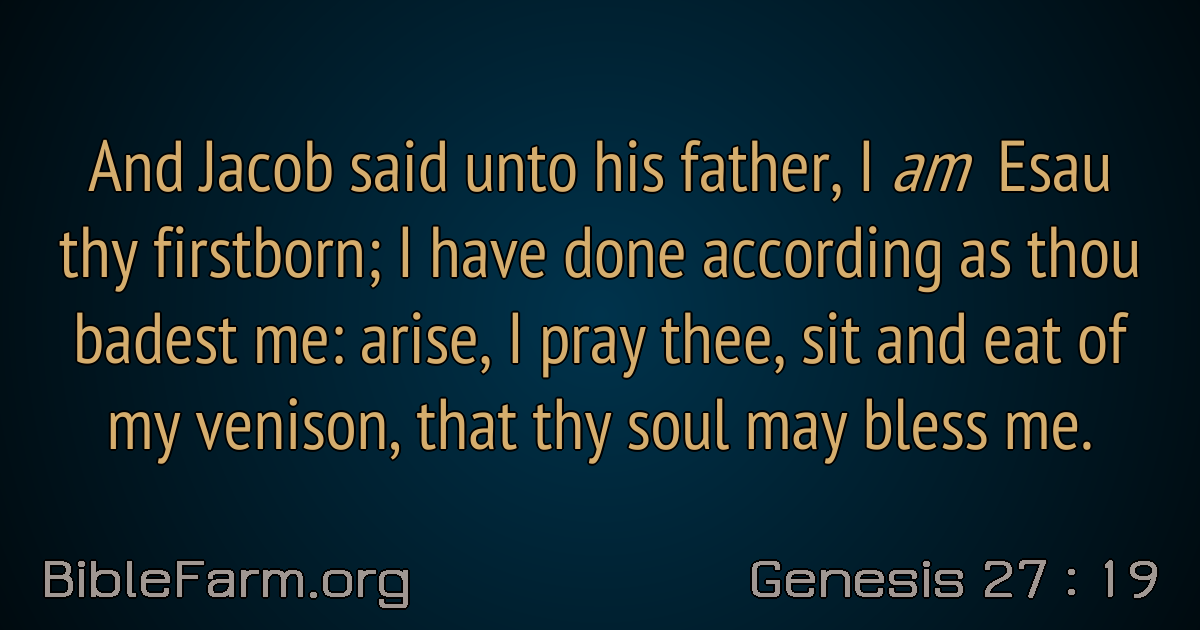 And Jacob said unto his father, I am Esau
thy firstborn; I have done according as thou
badest me: arise, I pray thee, sit and eat of
my venison, that thy soul may bless me.
BibleFarm.org
Genesis 27 : 19